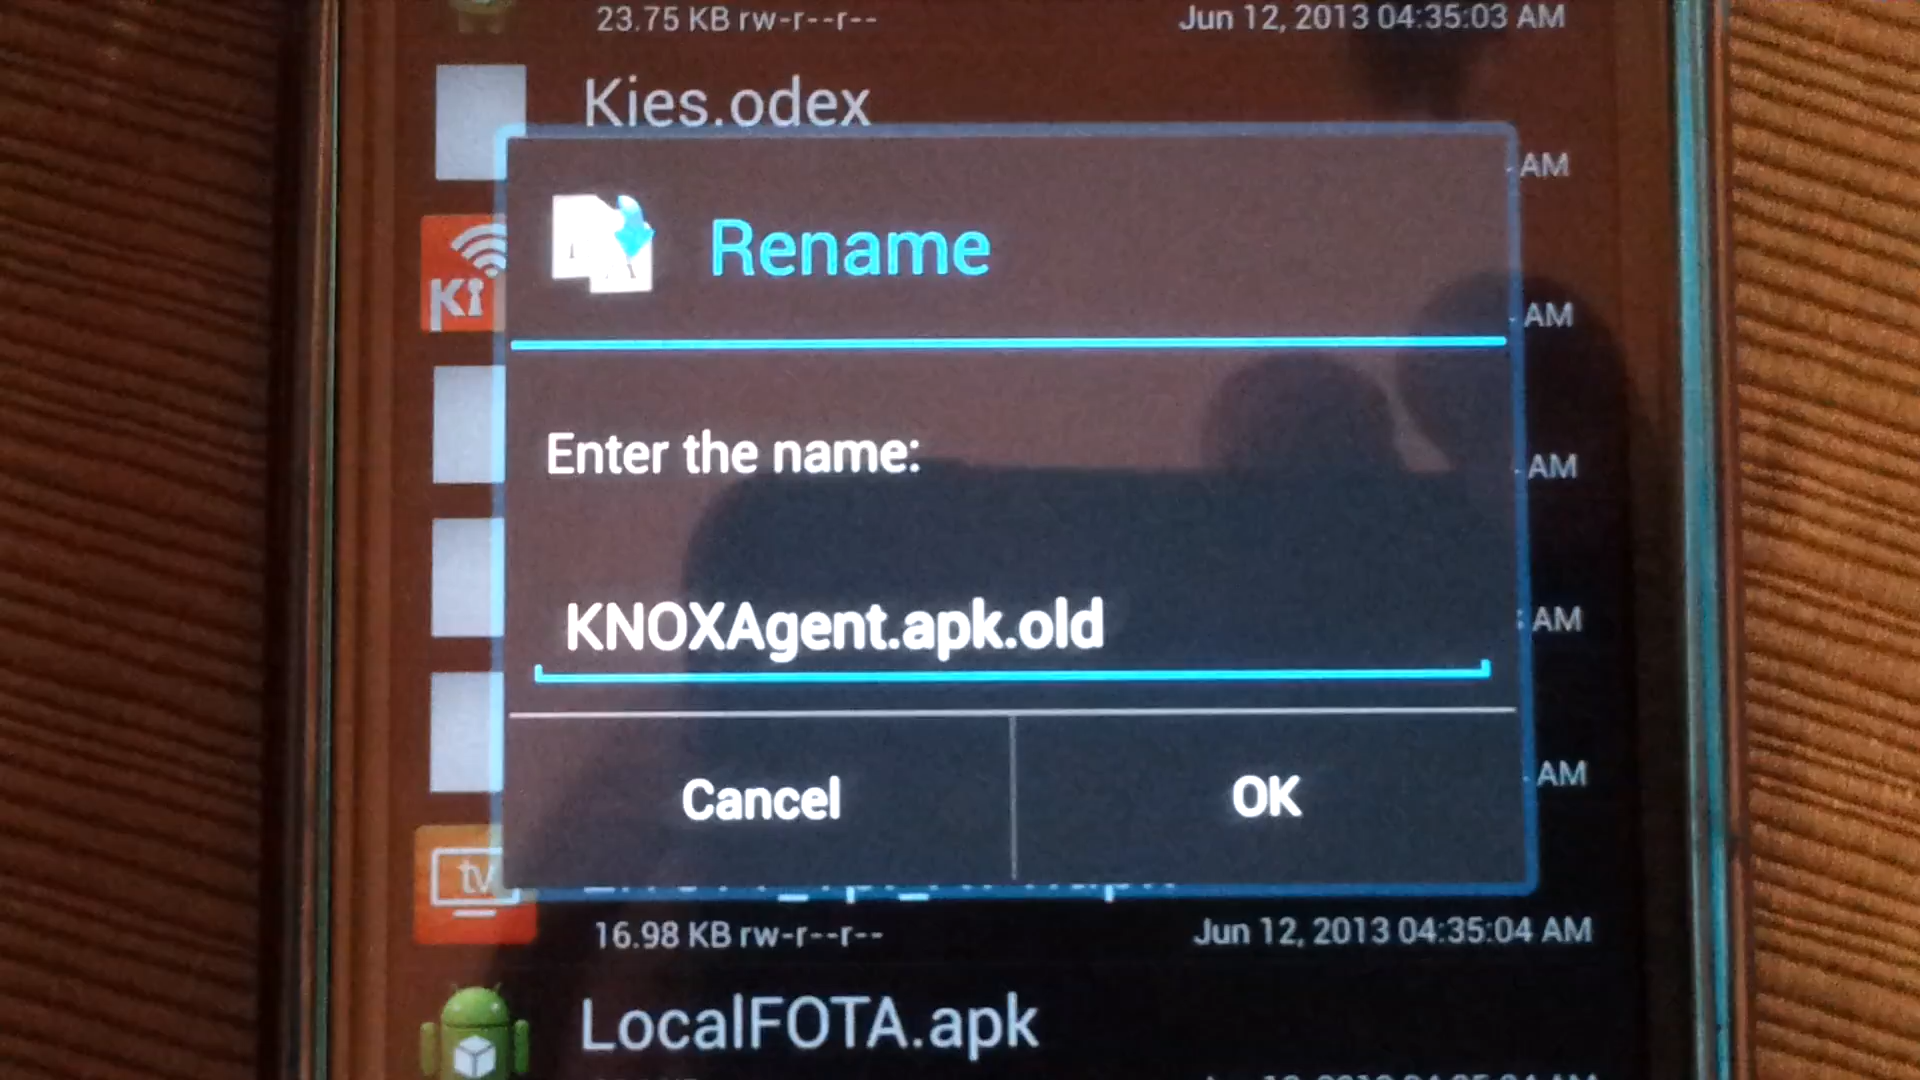 23.75 KB rw-r--r--
Jun 12, 2013 04:35:03 AM
Kies.odex
AM
Ki
Rename
AM
Enter the name:
AM
KNOXAgent.apk.old
AM
Cancel
OK
AM
tv
16.98 KB rw-r--r--
Jun 12, 2013 04:35:04 AM
LocalFOTA.apk